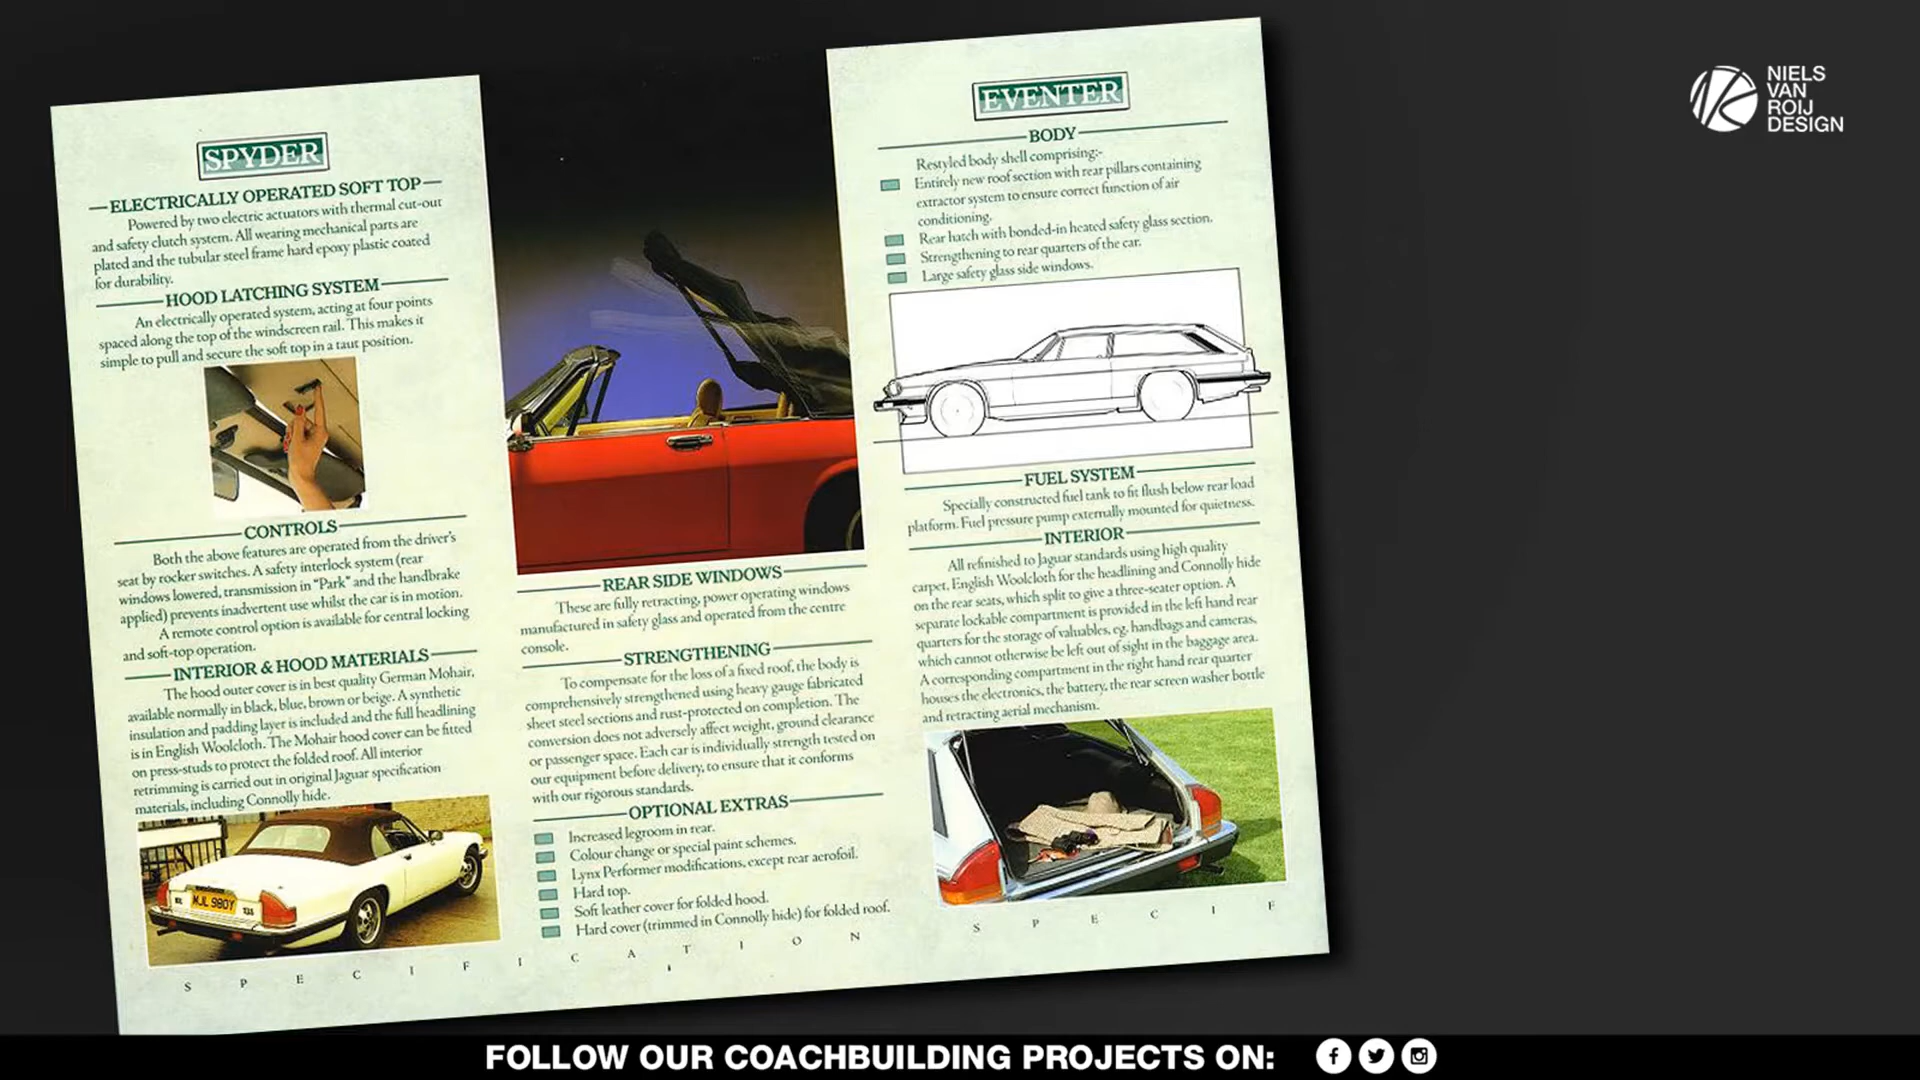 SPYDER
ELECTRICALLY OPERATED SOFT TOP
Powered by two electric actuators with thermal cut-out
and safety clutch system. All wearing mechanical parts are
plated and the tubular steel frame hard epoxy plastic coated
for durability.
HOOD LATCHING SYSTEM
An electrically operated system, acting at four points
spaced along the top of the windscreen rail. This makes it
simple to pull and secure the soft top in a taut position.
CONTROLS
Both the above features are operated from the driver's
seat by rocker switches. A safety interlock system (rear
windows lowered, transmission in "Park" and the handbrake
applied) prevents inadvertent use whilst the car is in motion.
A remote control option is available for central locking
and soft-top operation.
INTERIOR & HOOD MATERIALS
The hood outer cover is in best quality German Mohair,
available normally in black, blue, brown or beige. A synthetic
insulation and padding layer is included and the full headlining
is in English Woolcloth. The Mohair hood cover can be fitted
on press-studs to protect the folded roof. All interior
retrimming is carried out in original Jaguar specification
materials, including Connolly hide.
MJL 980Y
REAR SIDE WINDOWS
These are fully retracting, power operating windows
manufactured in safety glass and operated from the centre
console.
STRENGTHENING
To compensate for the loss of a fixed roof, the body is
comprehensively strengthened using heavy gauge fabricated
sheet steel sections and rust-protected on completion. The
conversion does not adversely affect weight, ground clearance
or passenger space. Each car is individually strength tested on
our equipment before delivery, to ensure that it conforms
with our rigorous standards.
OPTIONAL EXTRAS
Increased legroom in rear.
Colour change or special paint schemes.
Lynx Performer modifications, except rear aerofoil.
Hard top.
Soft leather cover for folded hood.
Hard cover (trimmed in Connolly hide) for folded roof.
SPECIFICATION
EVENTER
BODY
Restyled body shell comprising:-
Entirely new roof section with rear pillars containing
extractor system to ensure correct function of air
conditioning.
Rear hatch with bonded-in heated safety glass section.
Strengthening to rear quarters of the car.
Large safety glass side windows.
FUEL SYSTEM
Specially constructed fuel tank to fit flush below rear load
platform. Fuel pressure pump externally mounted for quietness.
INTERIOR
All refinished to Jaguar standards using high quality
carpet, English Woolcloth for the headlining and Connolly hide
on the rear seats, which split to give a three-seater option. A
separate lockable compartment is provided in the left hand rear
quarters for the storage of valuables, eg. handbags and cameras,
which cannot otherwise be left out of sight in the baggage area.
A corresponding compartment in the right hand rear quarter
houses the electronics, the battery, the rear screen washer bottle
and retracting aerial mechanism.
SPECIF
NIELS
VAN
ROIJ
DESIGN
FOLLOW OUR COACHBUILDING PROJECTS ON: